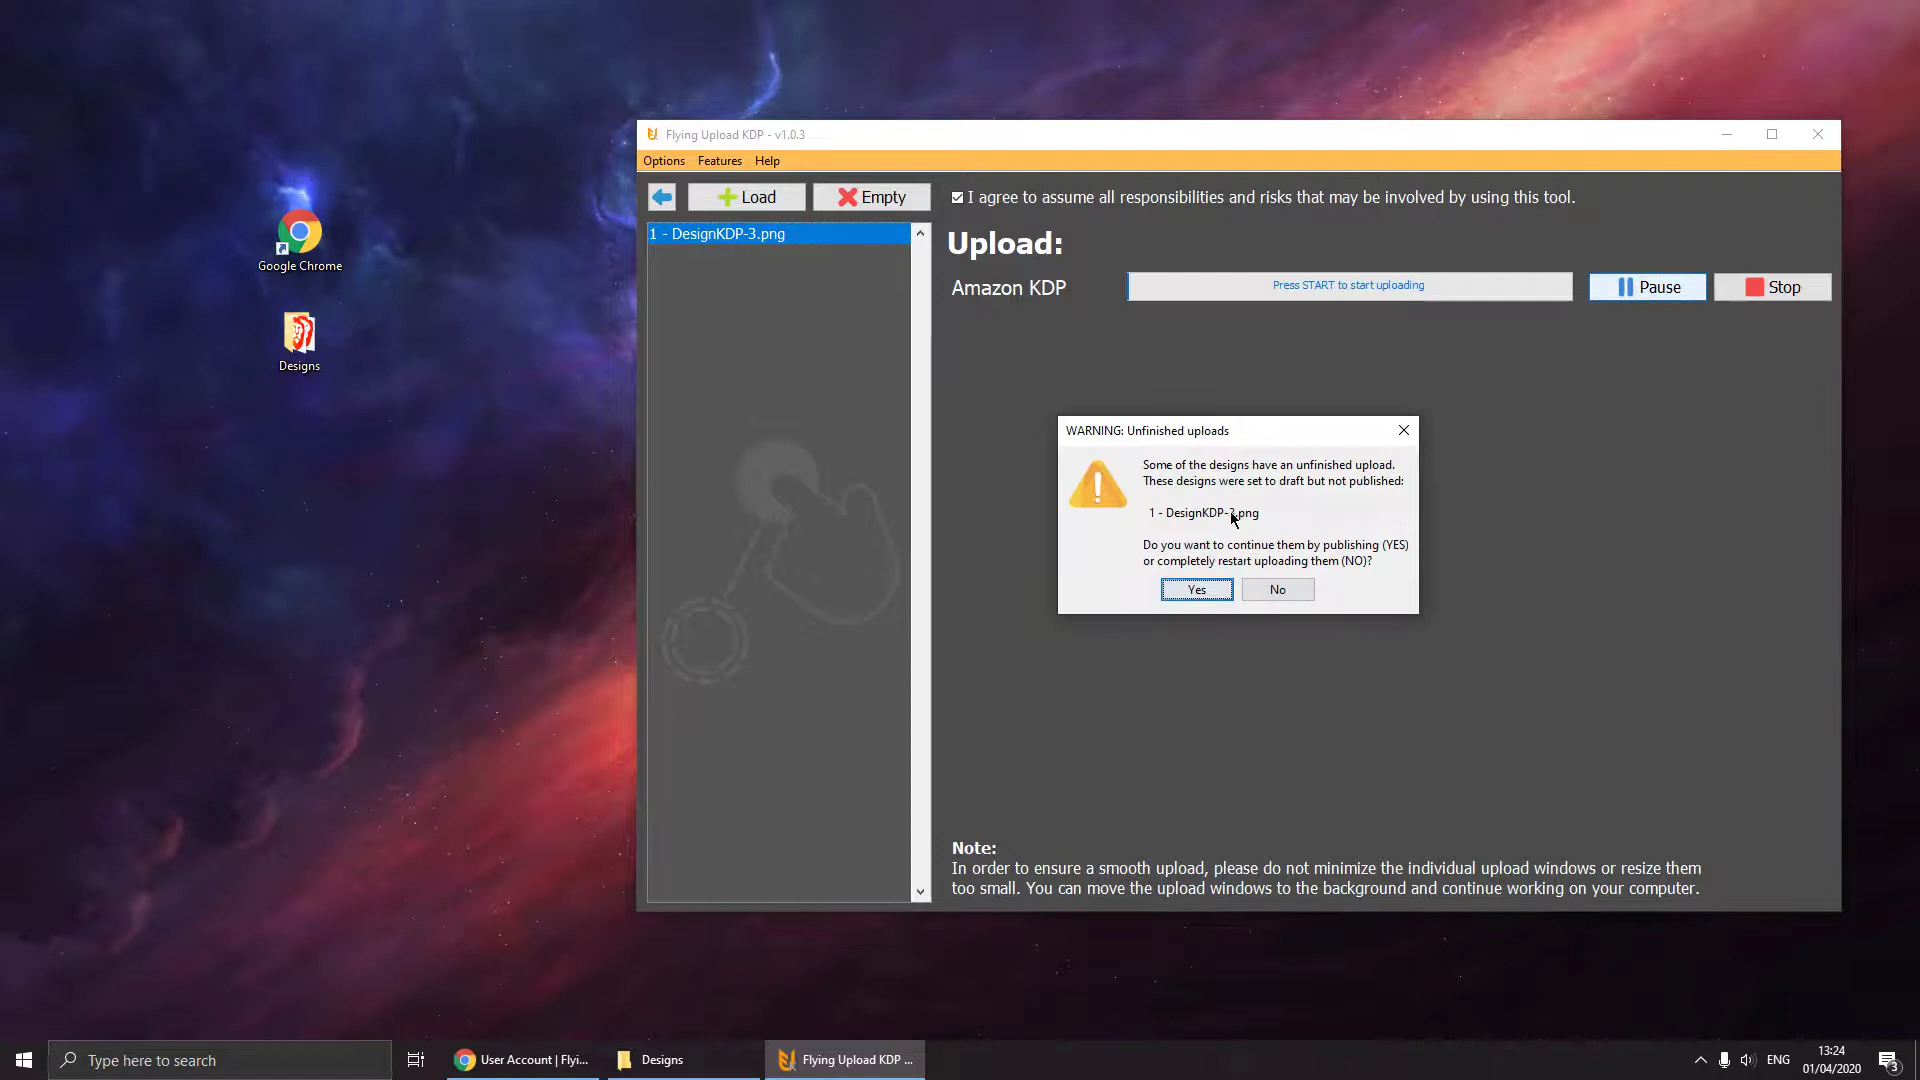 Google Chrome
Designs
Flying Upload KDP - v1.0.3
Options Features Help
Load
Empty
I agree to assume all responsibilities and risks that may be involved by using this tool.
1 - DesignKDP-3.png
Upload:
Amazon KDP
Press START to start uploading
Pause
Stop
WARNING: Unfinished uploads
Some of the designs have an unfinished upload.
These designs were set to draft but not published:
1 - DesignKDP-3.png
Do you want to continue them by publishing (YES)
or completely restart uploading them (NO)?
Yes
No
Note:
In order to ensure a smooth upload, please do not minimize the individual upload windows or resize them
too small. You can move the upload windows to the background and continue working on your computer.
Type here to search
User Account | Flyi...
Designs
Flying Upload KDP ...
ENG
13:24
01/04/2020
3